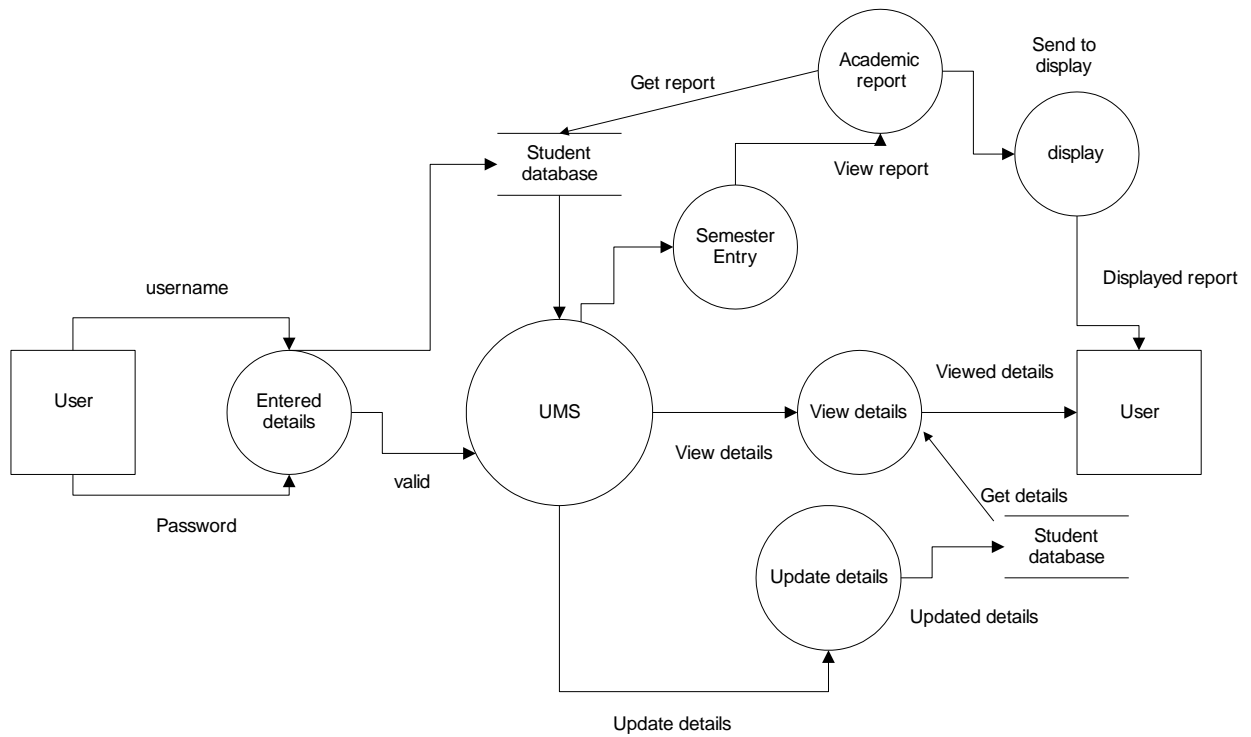 Academic
report
Send to
display
Get report
Student
database
View report
display
Semester
Entry
username
Displayed report
User
Entered
details
UMS
View details
Viewed details
User
View details
valid
Get details
Password
Student
database
Update details
Updated details
Update details